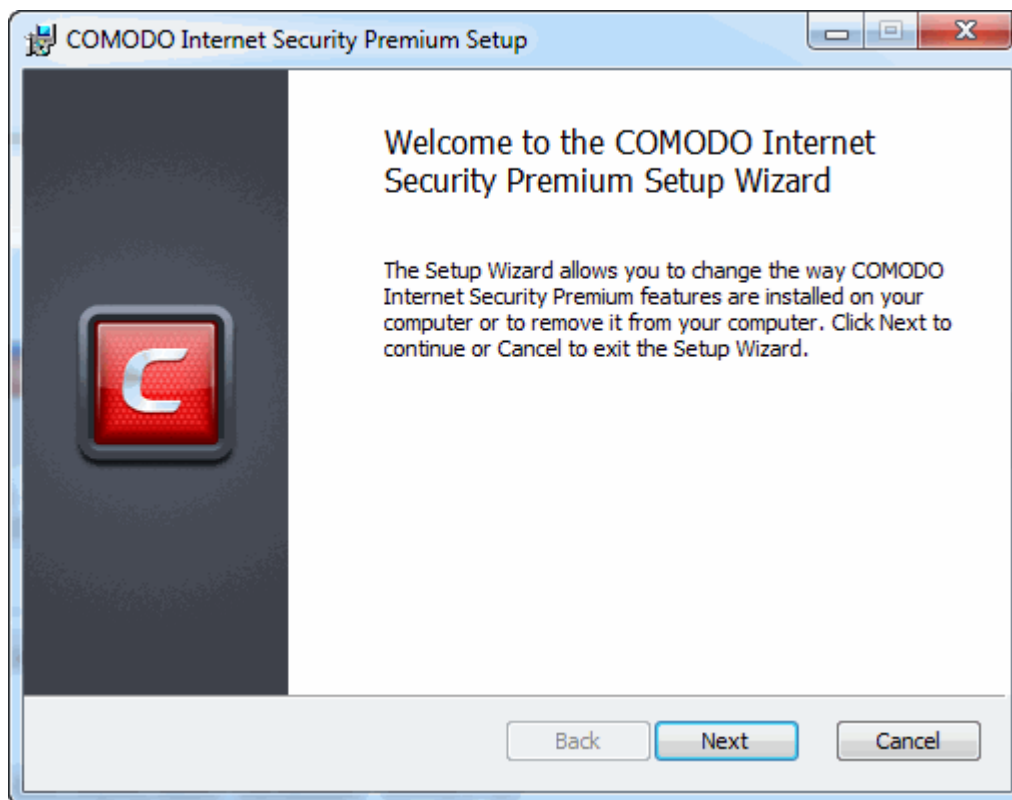 COMODO Internet Security Premium Setup
Welcome to the COMODO Internet
Security Premium Setup Wizard
The Setup Wizard allows you to change the way COMODO
Internet Security Premium features are installed on your
computer or to remove it from your computer. Click Next to
continue or Cancel to exit the Setup Wizard.
C
Back Next Cancel